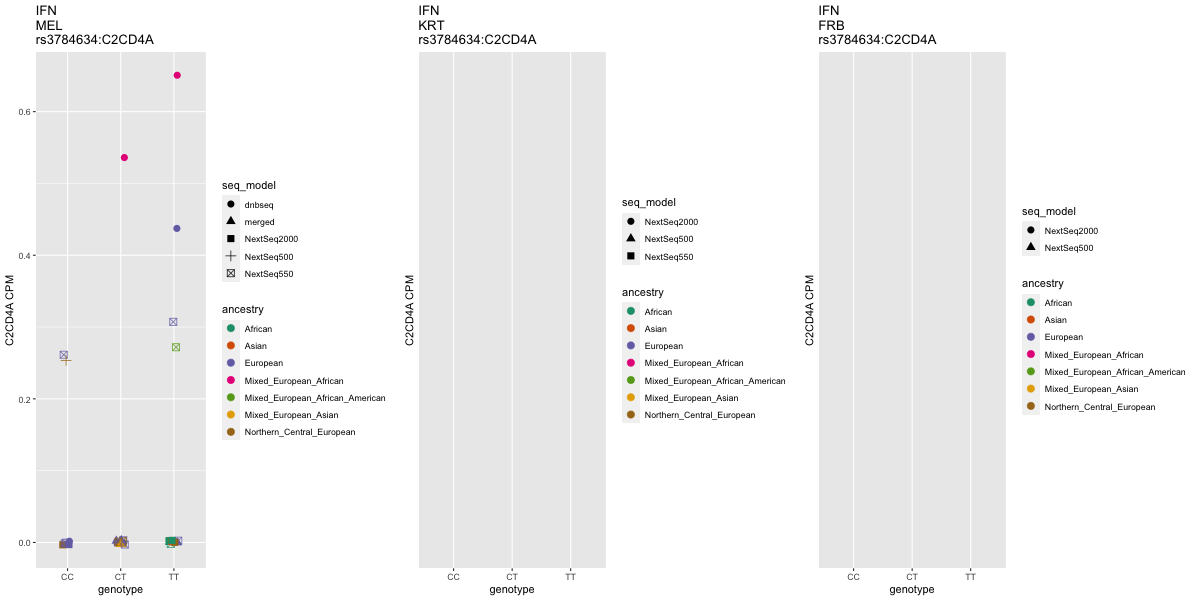 IFN
MEL
rs3784634:C2CD4A
C2CD4A CPM
0.6
0.4
0.2
0.0
CC
CT
TT
genotype
seq_model
dnbseq
merged
NextSeq2000
NextSeq500
NextSeq550
ancestry
African
Asian
European
Mixed_European_African
Mixed_European_African_American
Mixed_European_Asian
Northern_Central_European
IFN
KRT
rs3784634:C2CD4A
C2CD4A CPM
CC
CT
TT
genotype
seq_model
NextSeq2000
NextSeq500
NextSeq550
ancestry
African
Asian
European
Mixed_European_African
Mixed_European_African_American
Mixed_European_Asian
Northern_Central_European
IFN
FRB
rs3784634:C2CD4A
C2CD4A CPM
CC
CT
TT
genotype
seq_model
NextSeq2000
NextSeq500
ancestry
African
Asian
European
Mixed_European_African
Mixed_European_African_American
Mixed_European_Asian
Northern_Central_European